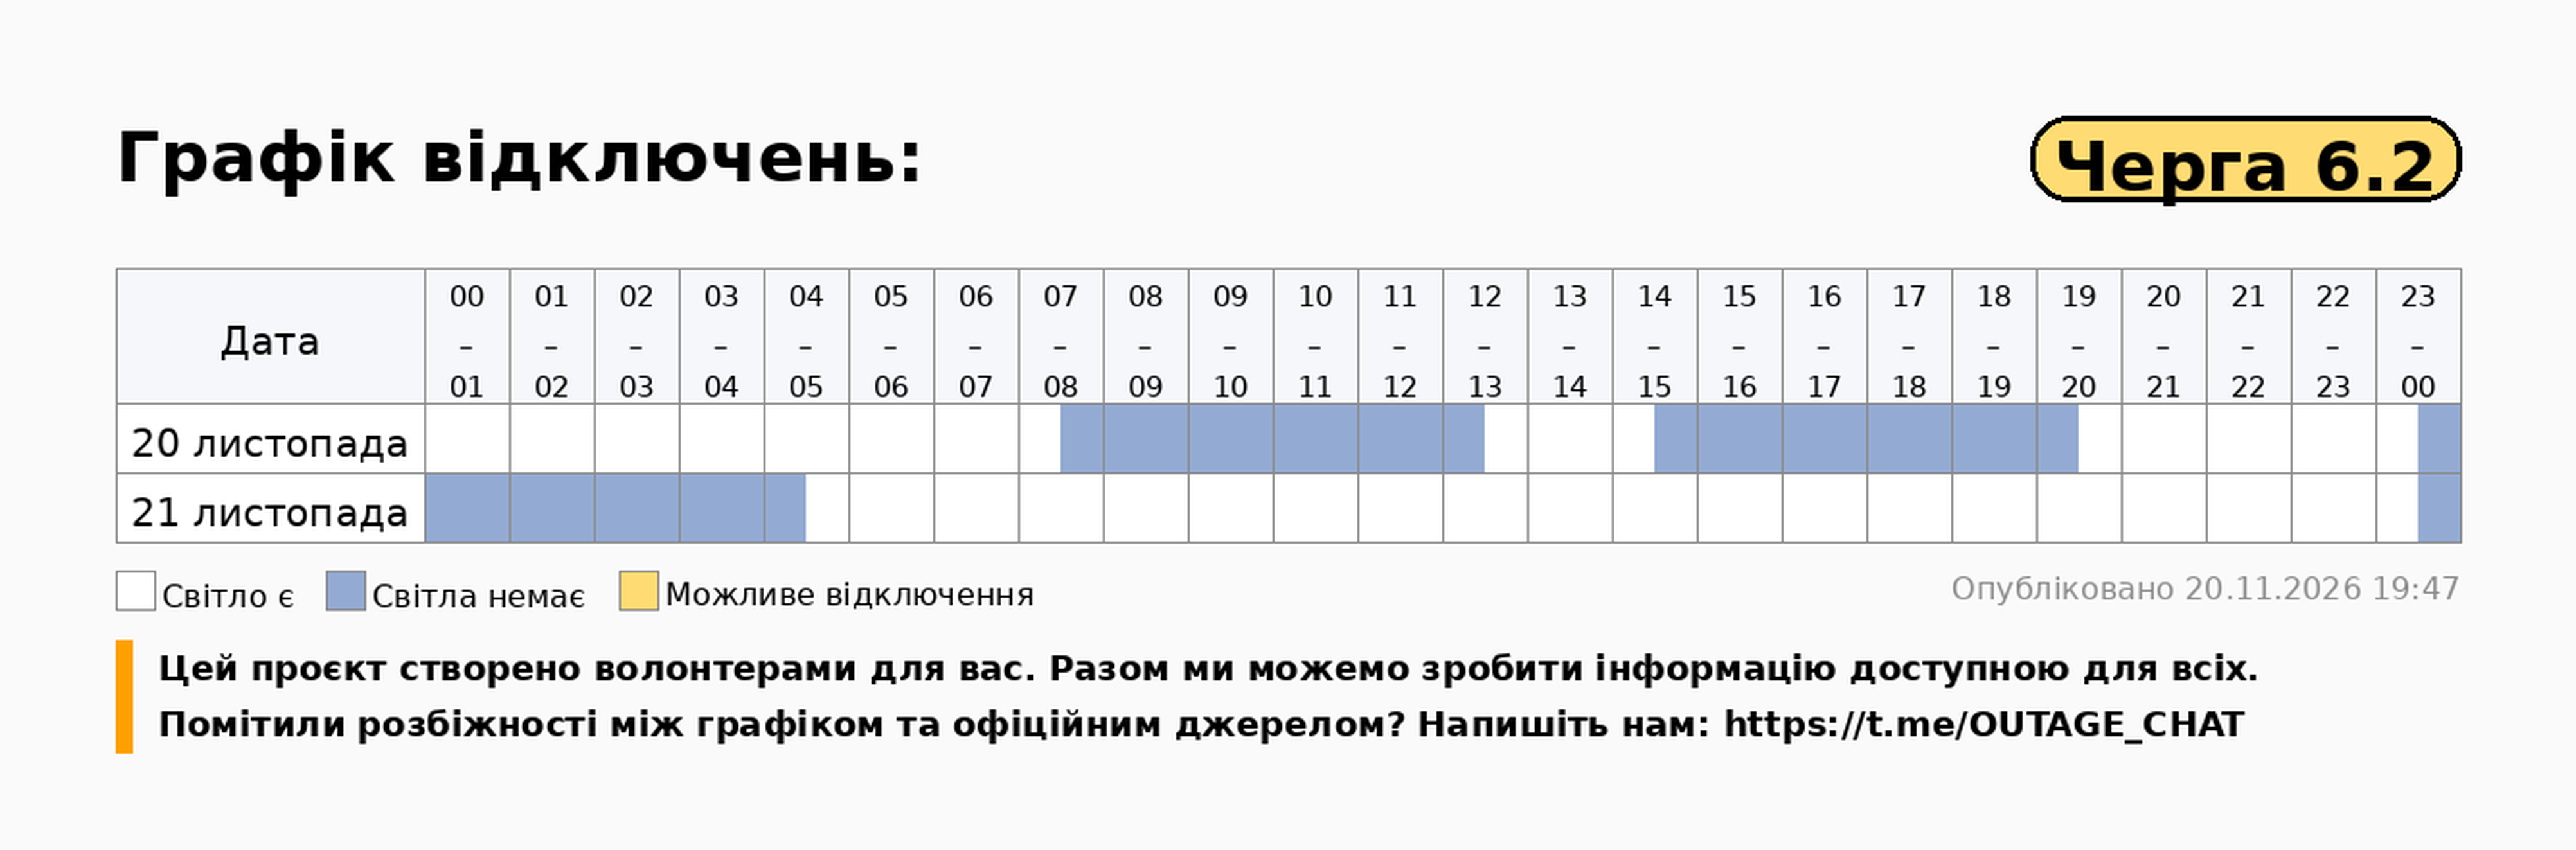 Графік відключень:
Черга 6.2
Дата
00 – 01
01 – 02
02 – 03
03 – 04
04 – 05
05 – 06
06 – 07
07 – 08
08 – 09
09 – 10
10 – 11
11 – 12
12 – 13
13 – 14
14 – 15
15 – 16
16 – 17
17 – 18
18 – 19
19 – 20
20 – 21
21 – 22
22 – 23
23 – 00
20 листопада
21 листопада
Світло є
Світла немає
Можливе відключення
Опубліковано 20.11.2026 19:47
Цей проєкт створено волонтерами для вас. Разом ми можемо зробити інформацію доступною для всіх.
Помітили розбіжності між графіком та офіційним джерелом? Напишіть нам: https://t.me/OUTAGE_CHAT